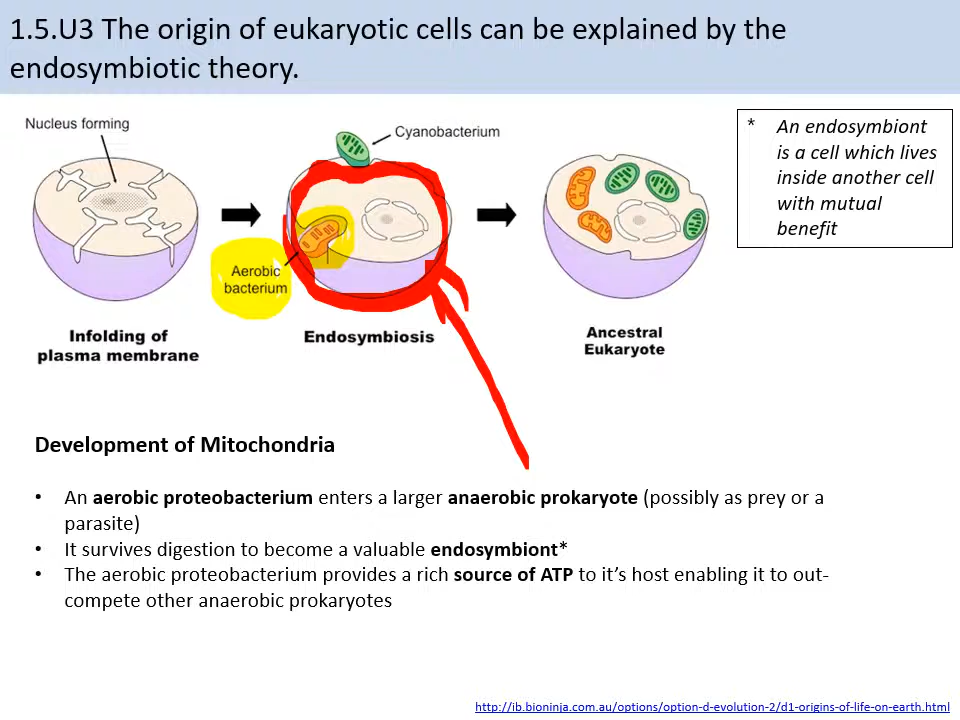 1.5.U3 The origin of eukaryotic cells can be explained by the
endosymbiotic theory.
Nucleus forming
Cyanobacterium
Aerobic
bacterium
Infolding of
plasma membrane
Endosymbiosis
Ancestral
Eukaryote
* An endosymbiont
is a cell which lives
inside another cell
with mutual
benefit
Development of Mitochondria
• An aerobic proteobacterium enters a larger anaerobic prokaryote (possibly as prey or a
parasite)
• It survives digestion to become a valuable endosymbiont*
• The aerobic proteobacterium provides a rich source of ATP to it’s host enabling it to out-
compete other anaerobic prokaryotes
http://ib.bioninja.com.au/options/option-d-evolution-2/d1-origins-of-life-on-earth.html